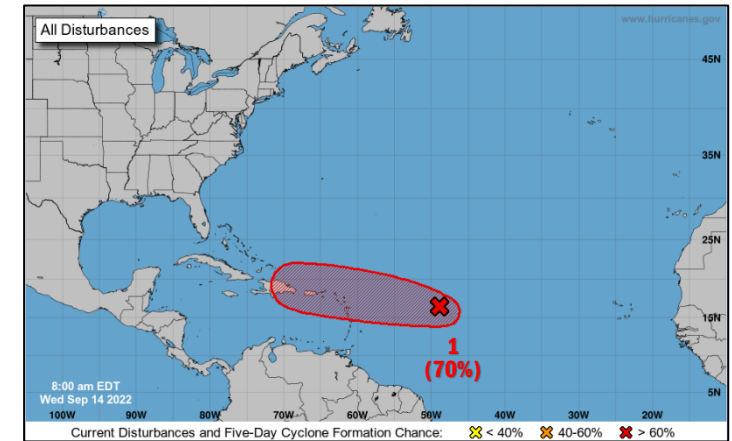 www.hurricanes.gov
All Disturbances
45N
35N
25N
15N
1
(70%)
8:00 am EDT
Wed Sep 14 2022
5N
100W 90W 80W 70W 60W 50W 40W 30W 20W
Current Disturbances and Five-Day Cyclone Formation Chance: < 40% 40-60% > 60%